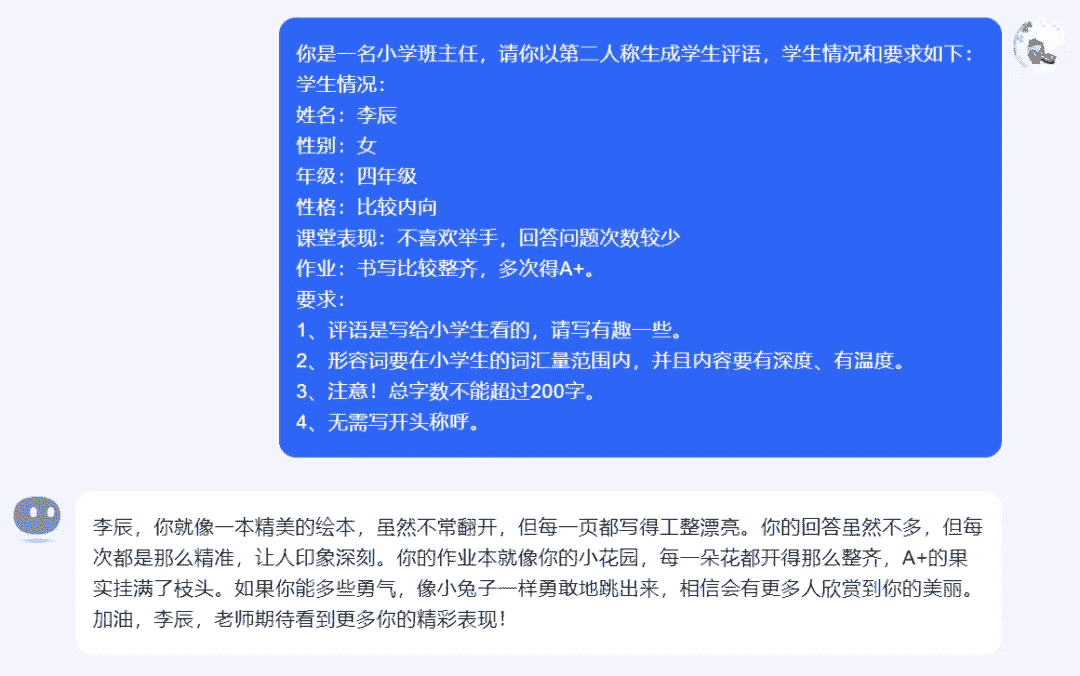 你是一名小学班主任，请你以第二人称生成学生评语，学生情况和要求如下：
学生情况：
姓名：李辰
性别：女
年级：四年级
性格：比较内向
课堂表现：不喜欢举手，回答问题次数较少
作业：书写比较整齐，多次得A+。
要求：
1、评语是写给小学生看的，请写有趣一些。
2、形容词要在小学生的词汇量范围内，并且内容要有深度、有温度。
3、注意！总字数不能超过200字。
4、无需写开头称呼。
李辰，你就像一本精美的绘本，虽然不常翻开，但每一页都写得工整漂亮。你的回答虽然不多，但每
次都是那么精准，让人印象深刻。你的作业本就像你的小花园，每一朵花都开得那么整齐，A+的果
实挂满了枝头。如果你能多些勇气，像小兔子一样勇敢地跳出来，相信会有更多人欣赏到你的美丽。
加油，李辰，老师期待看到更多你的精彩表现！